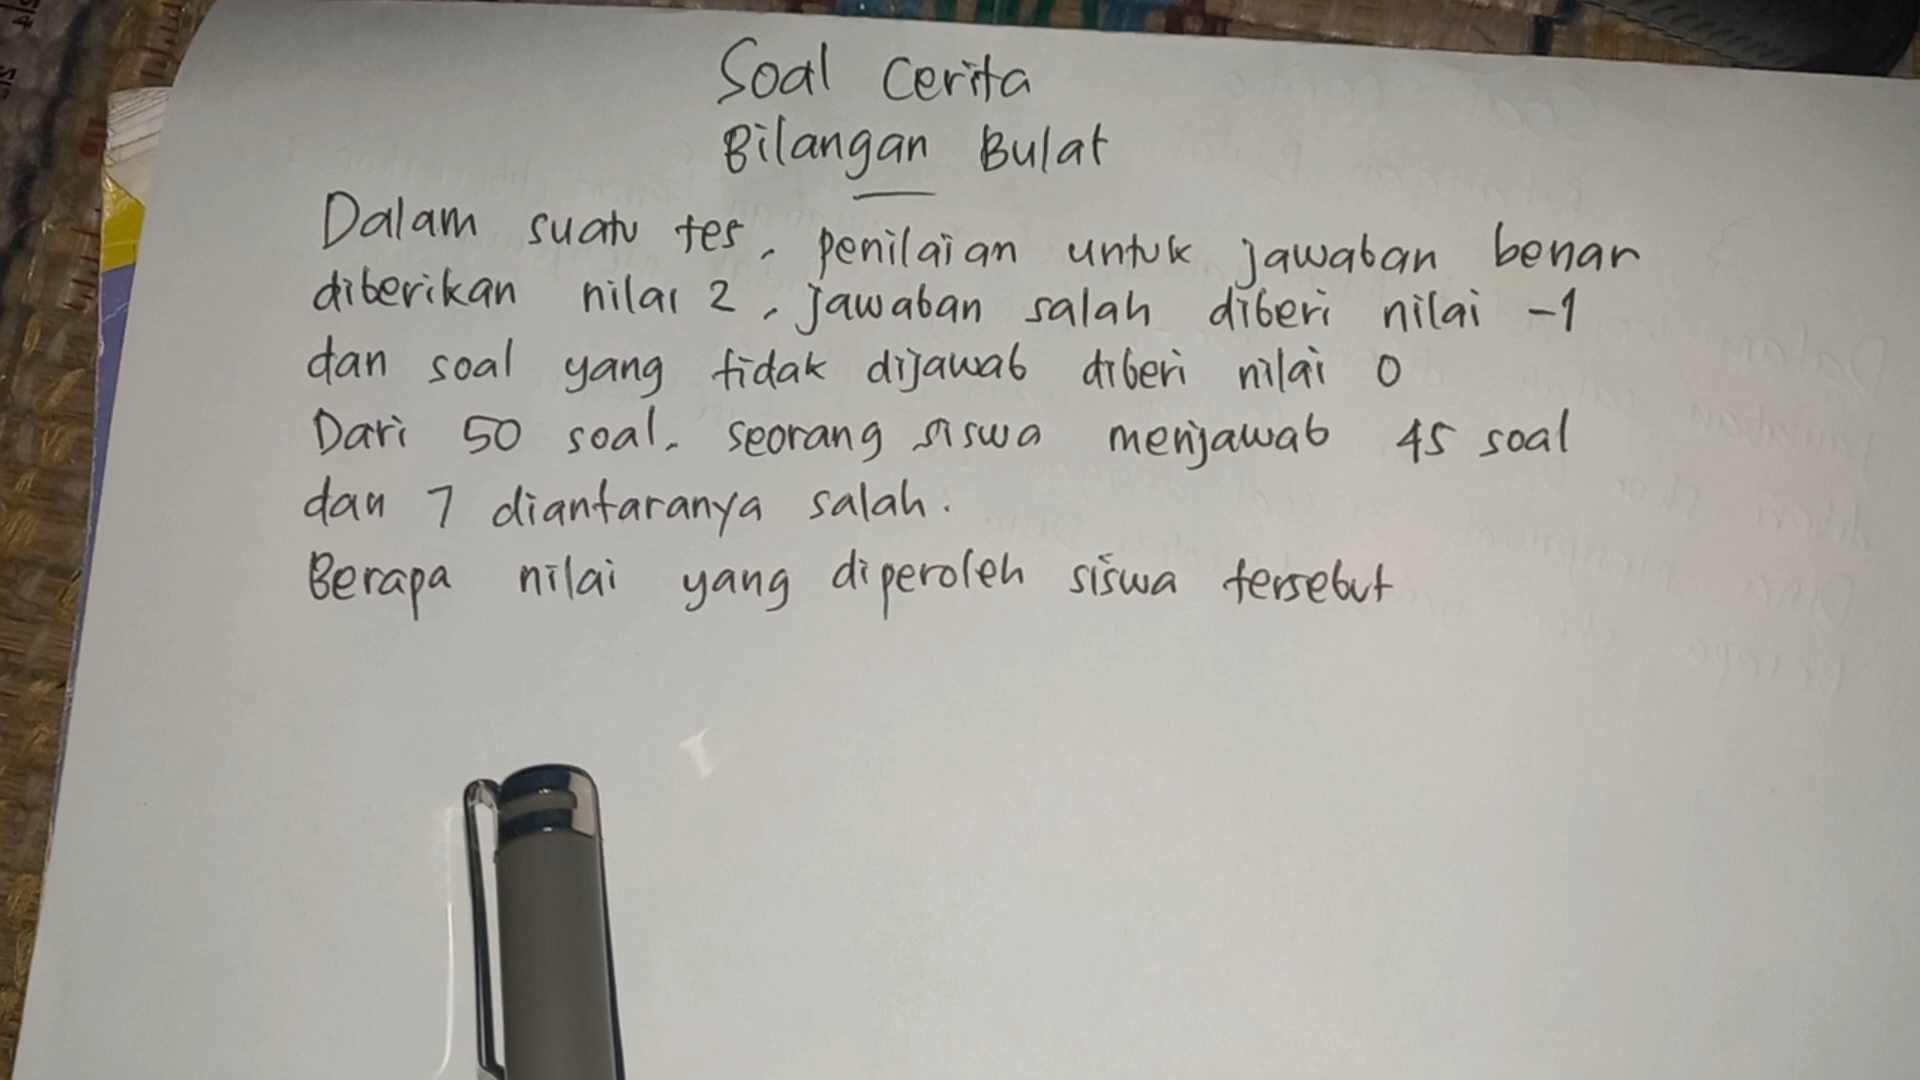 Soal Cerita
Bilangan Bulat
Dalam suatu tes, penilaian untuk jawaban benar
diberikan nilai 2, jawaban salah diberi nilai -1
dan soal yang tidak dijawab diberi nilai 0
Dari 50 soal, seorang siswa menjawab 45 soal
dan 7 diantaranya salah.
Berapa nilai yang diperoleh siswa tersebut